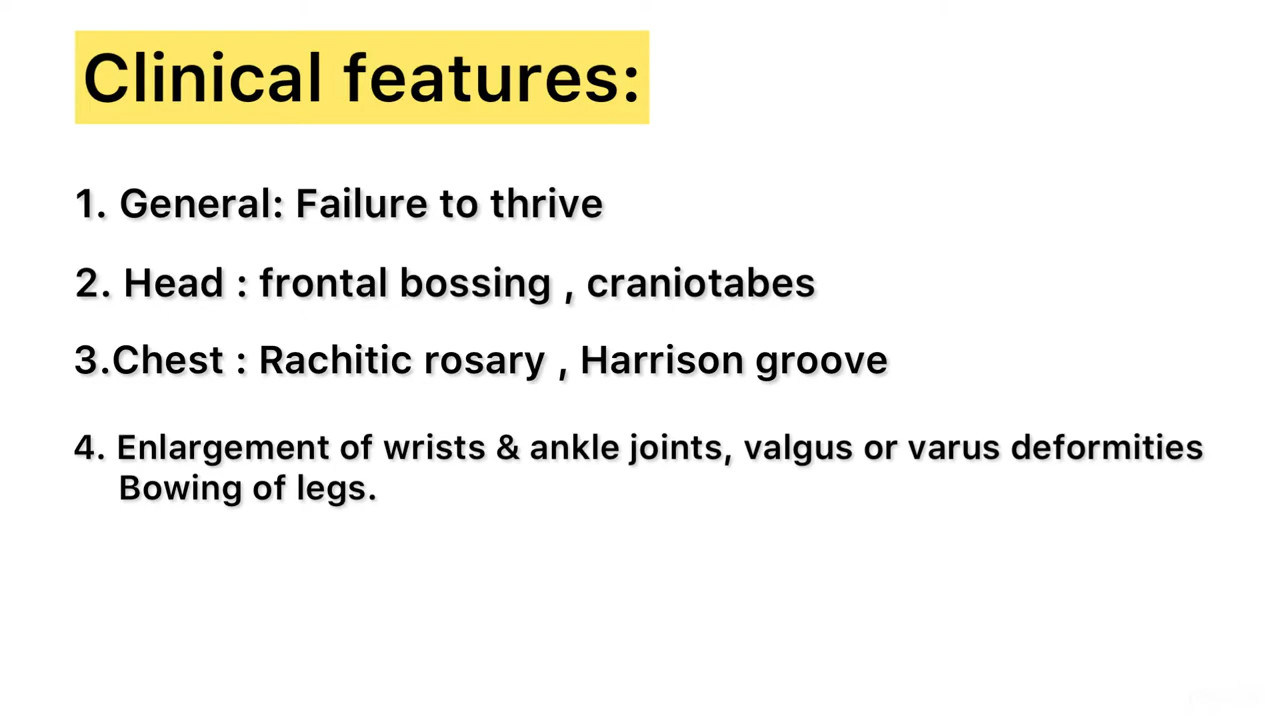 Clinical features:
1. General: Failure to thrive
2. Head : frontal bossing , craniotabes
3.Chest : Rachitic rosary , Harrison groove
4. Enlargement of wrists & ankle joints, valgus or varus deformities
Bowing of legs.